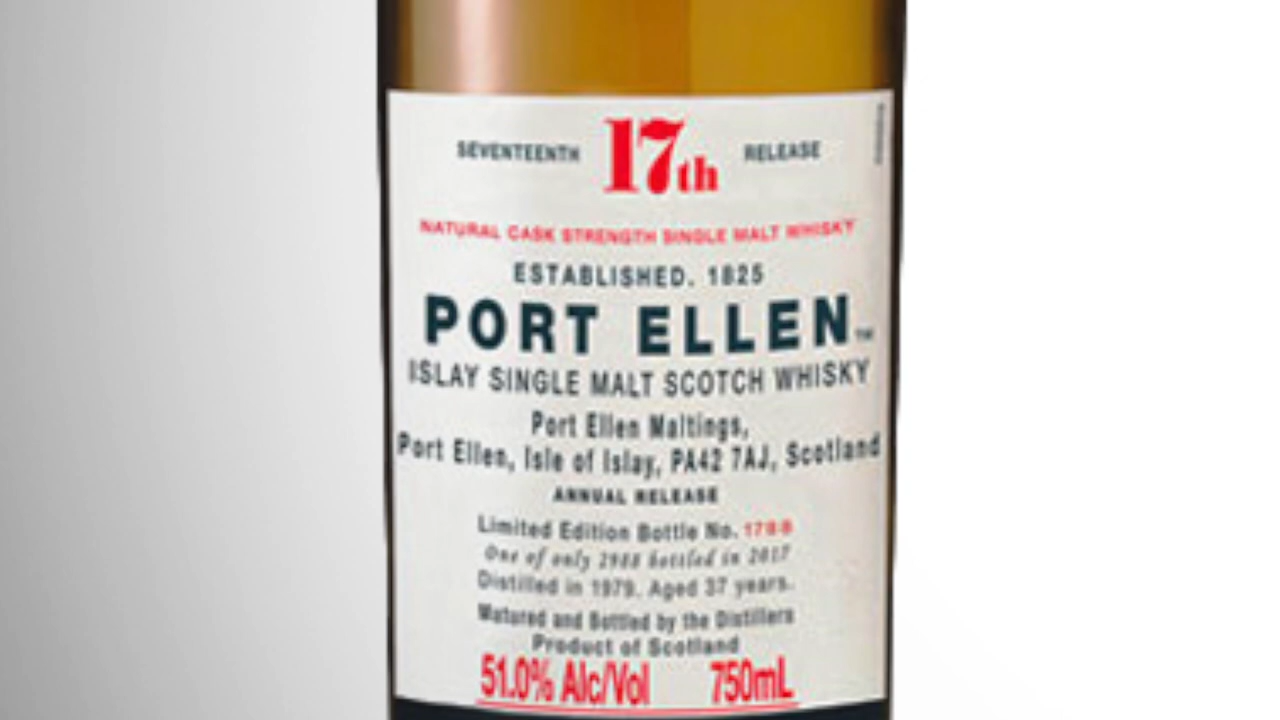 SEVENTEENTH 17th RELEASE
NATURAL CASK STRENGTH SINGLE MALT WHISKY
ESTABLISHED. 1825
PORT ELLEN™
ISLAY SINGLE MALT SCOTCH WHISKY
Port Ellen Maltings,
Port Ellen, Isle of Islay, PA42 7AJ, Scotland
ANNUAL RELEASE
Limited Edition Bottle No.
One of only 2988 bottled in 2017
Distilled in 1979. Aged 37 years.
Matured and Bottled by the Distillers
Product of Scotland
51.0% Alc/Vol 750mL